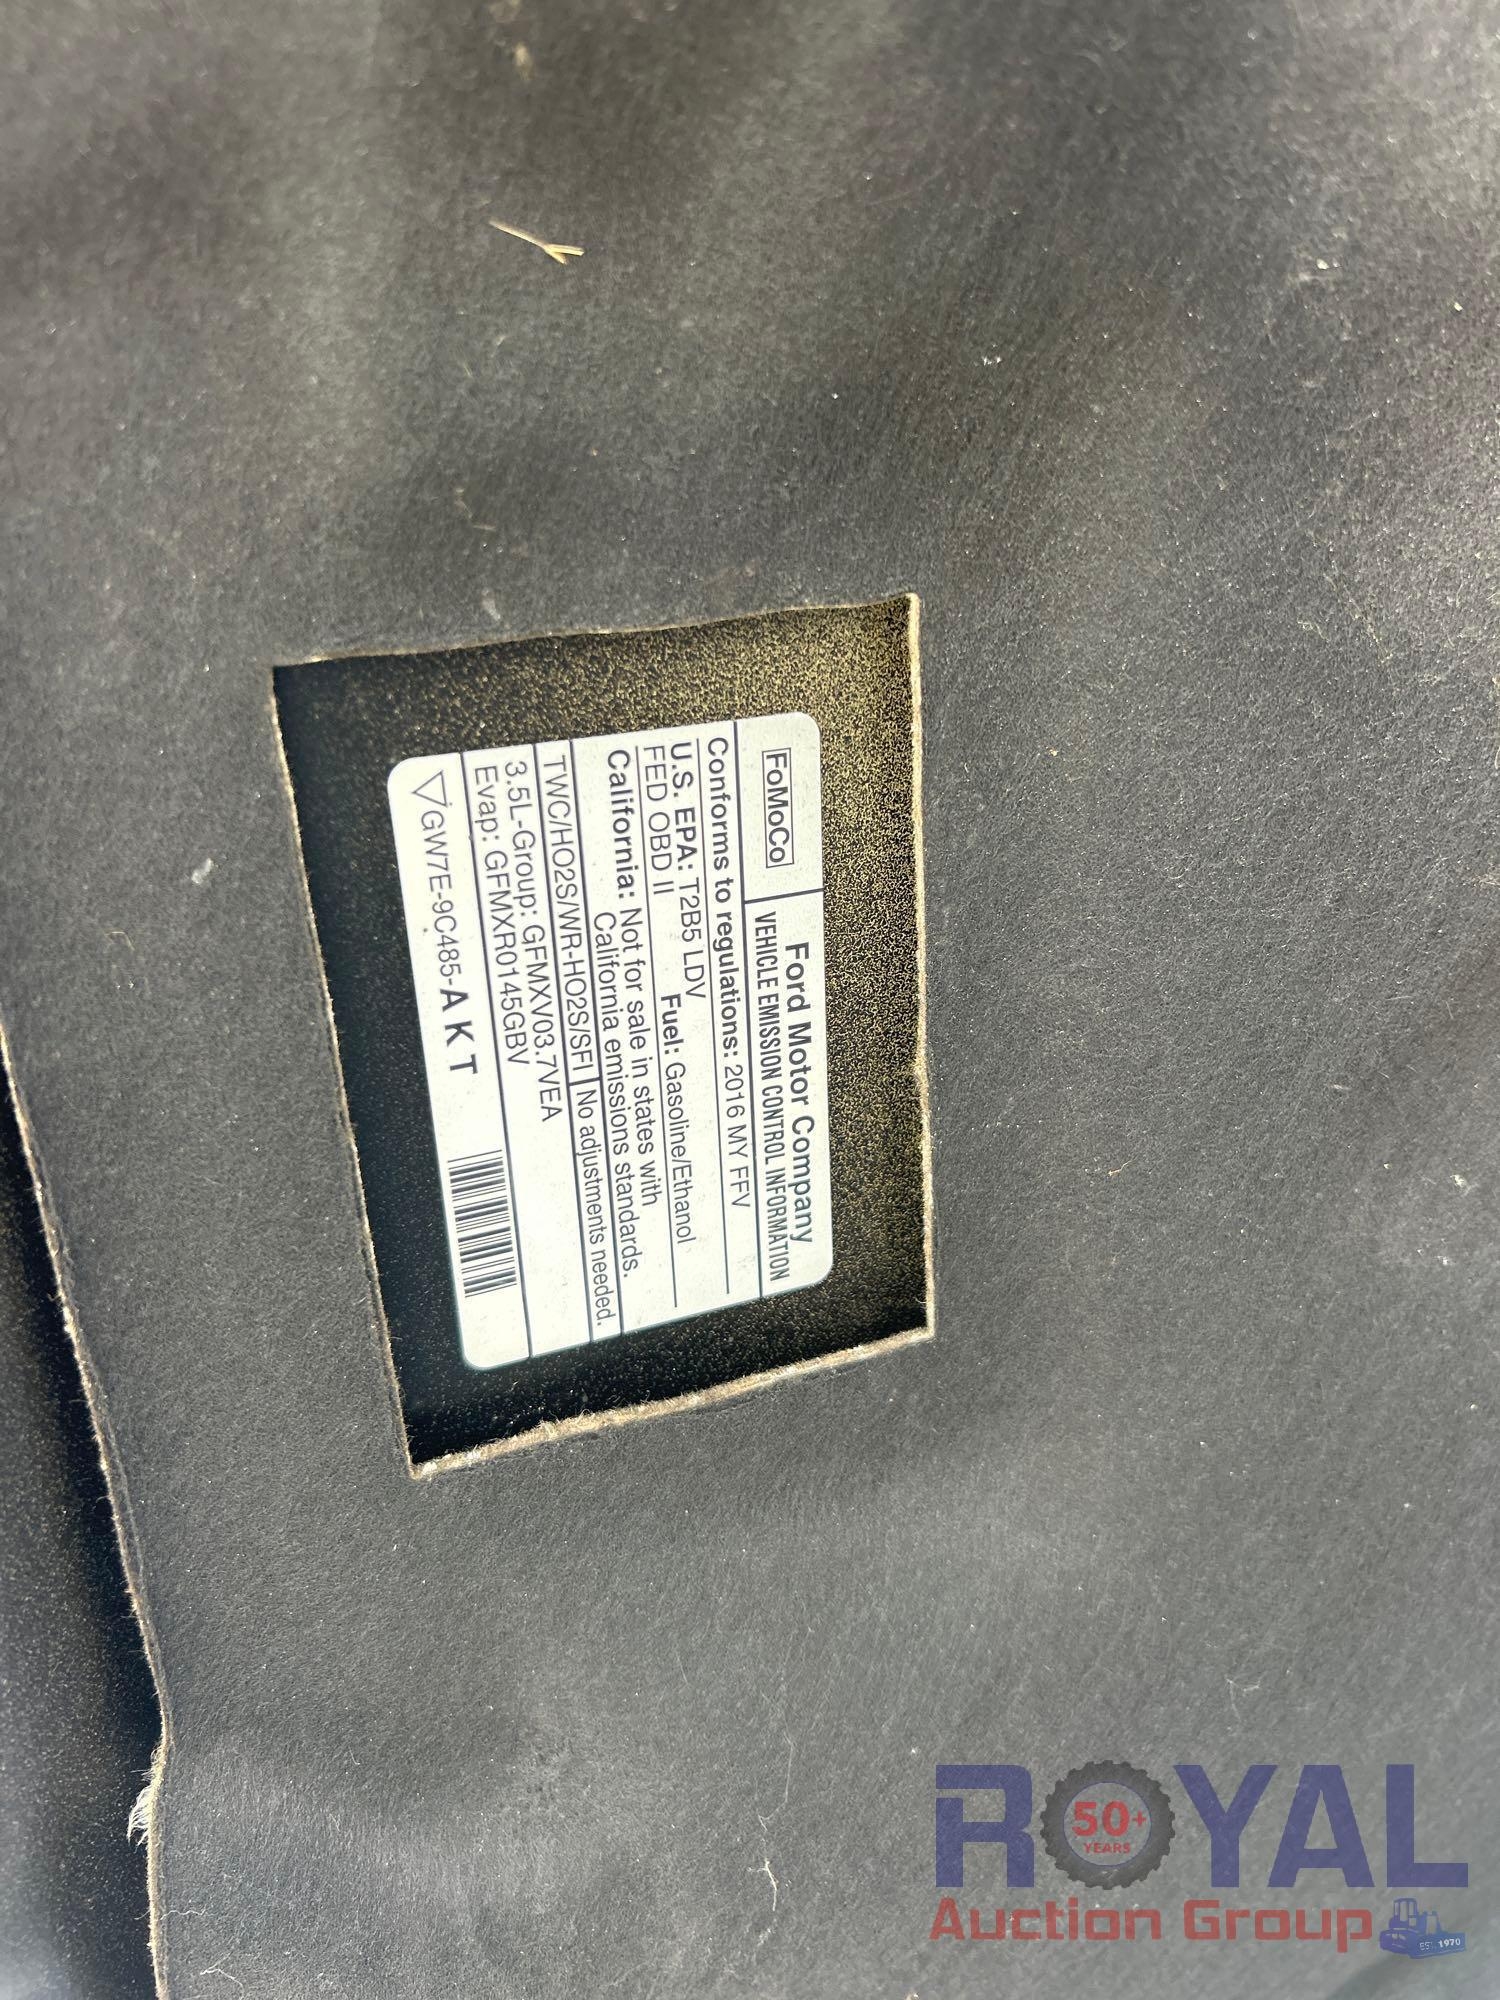 FoMoCo
Ford Motor Company
VEHICLE EMISSION CONTROL INFORMATION
Conforms to regulations: 2016 MY FFV
U.S. EPA: T2B5 LDV Fuel: Gasoline/Ethanol
FED OBD II
California: Not for sale in states with
California emissions standards.
TWC/HO2S/WR-HO2S/SFI No adjustments needed.
3.5L-Group: GFMXV03.7VEA
Evap: GFMXR0145GBV
GW7E-9C485-A K T
ROYAL
50+
YEARS
Auction Group
EST. 1970